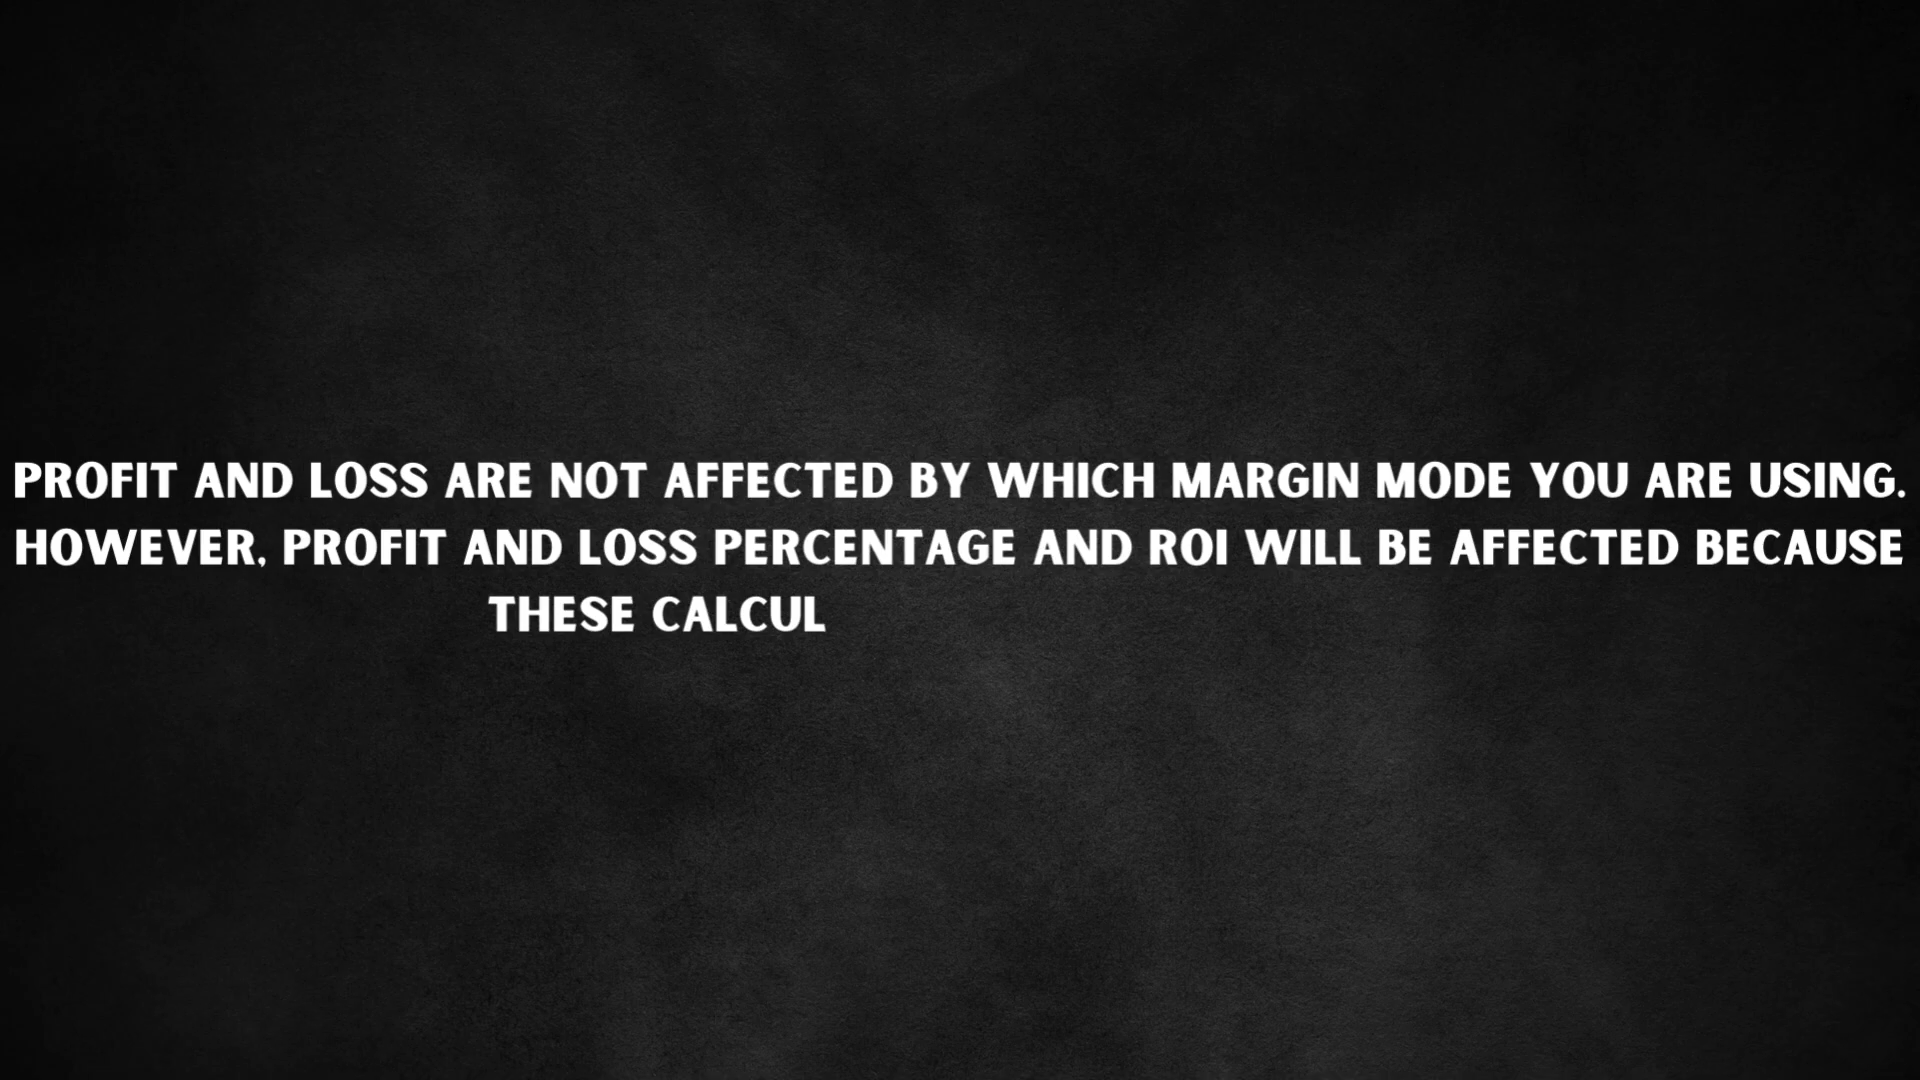 PROFIT AND LOSS ARE NOT AFFECTED BY WHICH MARGIN MODE YOU ARE USING.
HOWEVER, PROFIT AND LOSS PERCENTAGE AND ROI WILL BE AFFECTED BECAUSE
THESE CALCUL